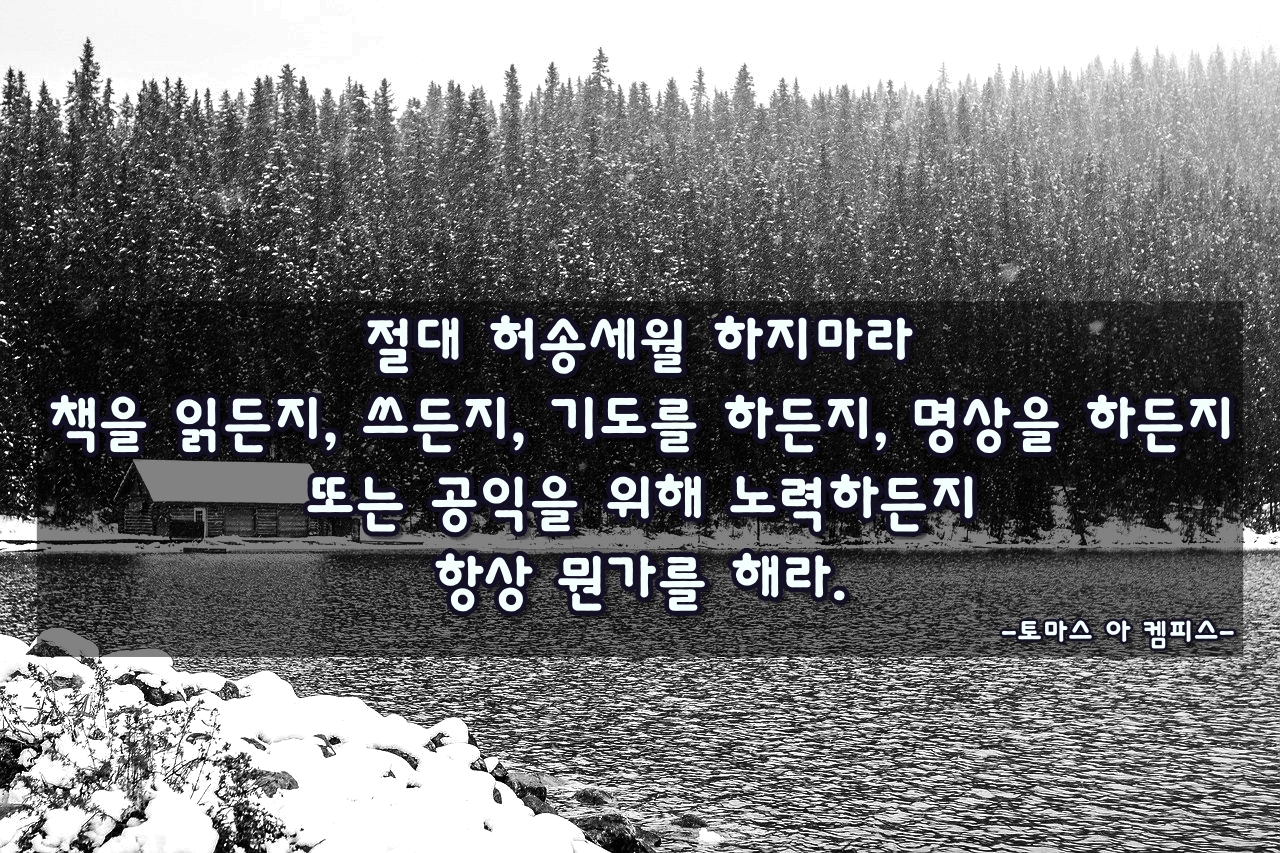 절대 허송세월 하지마라
책을 읽든지, 쓰든지, 기도를 하든지, 명상을 하든지
또는 공익을 위해 노력하든지
항상 뭔가를 해라.
-토마스 아 켐피스-